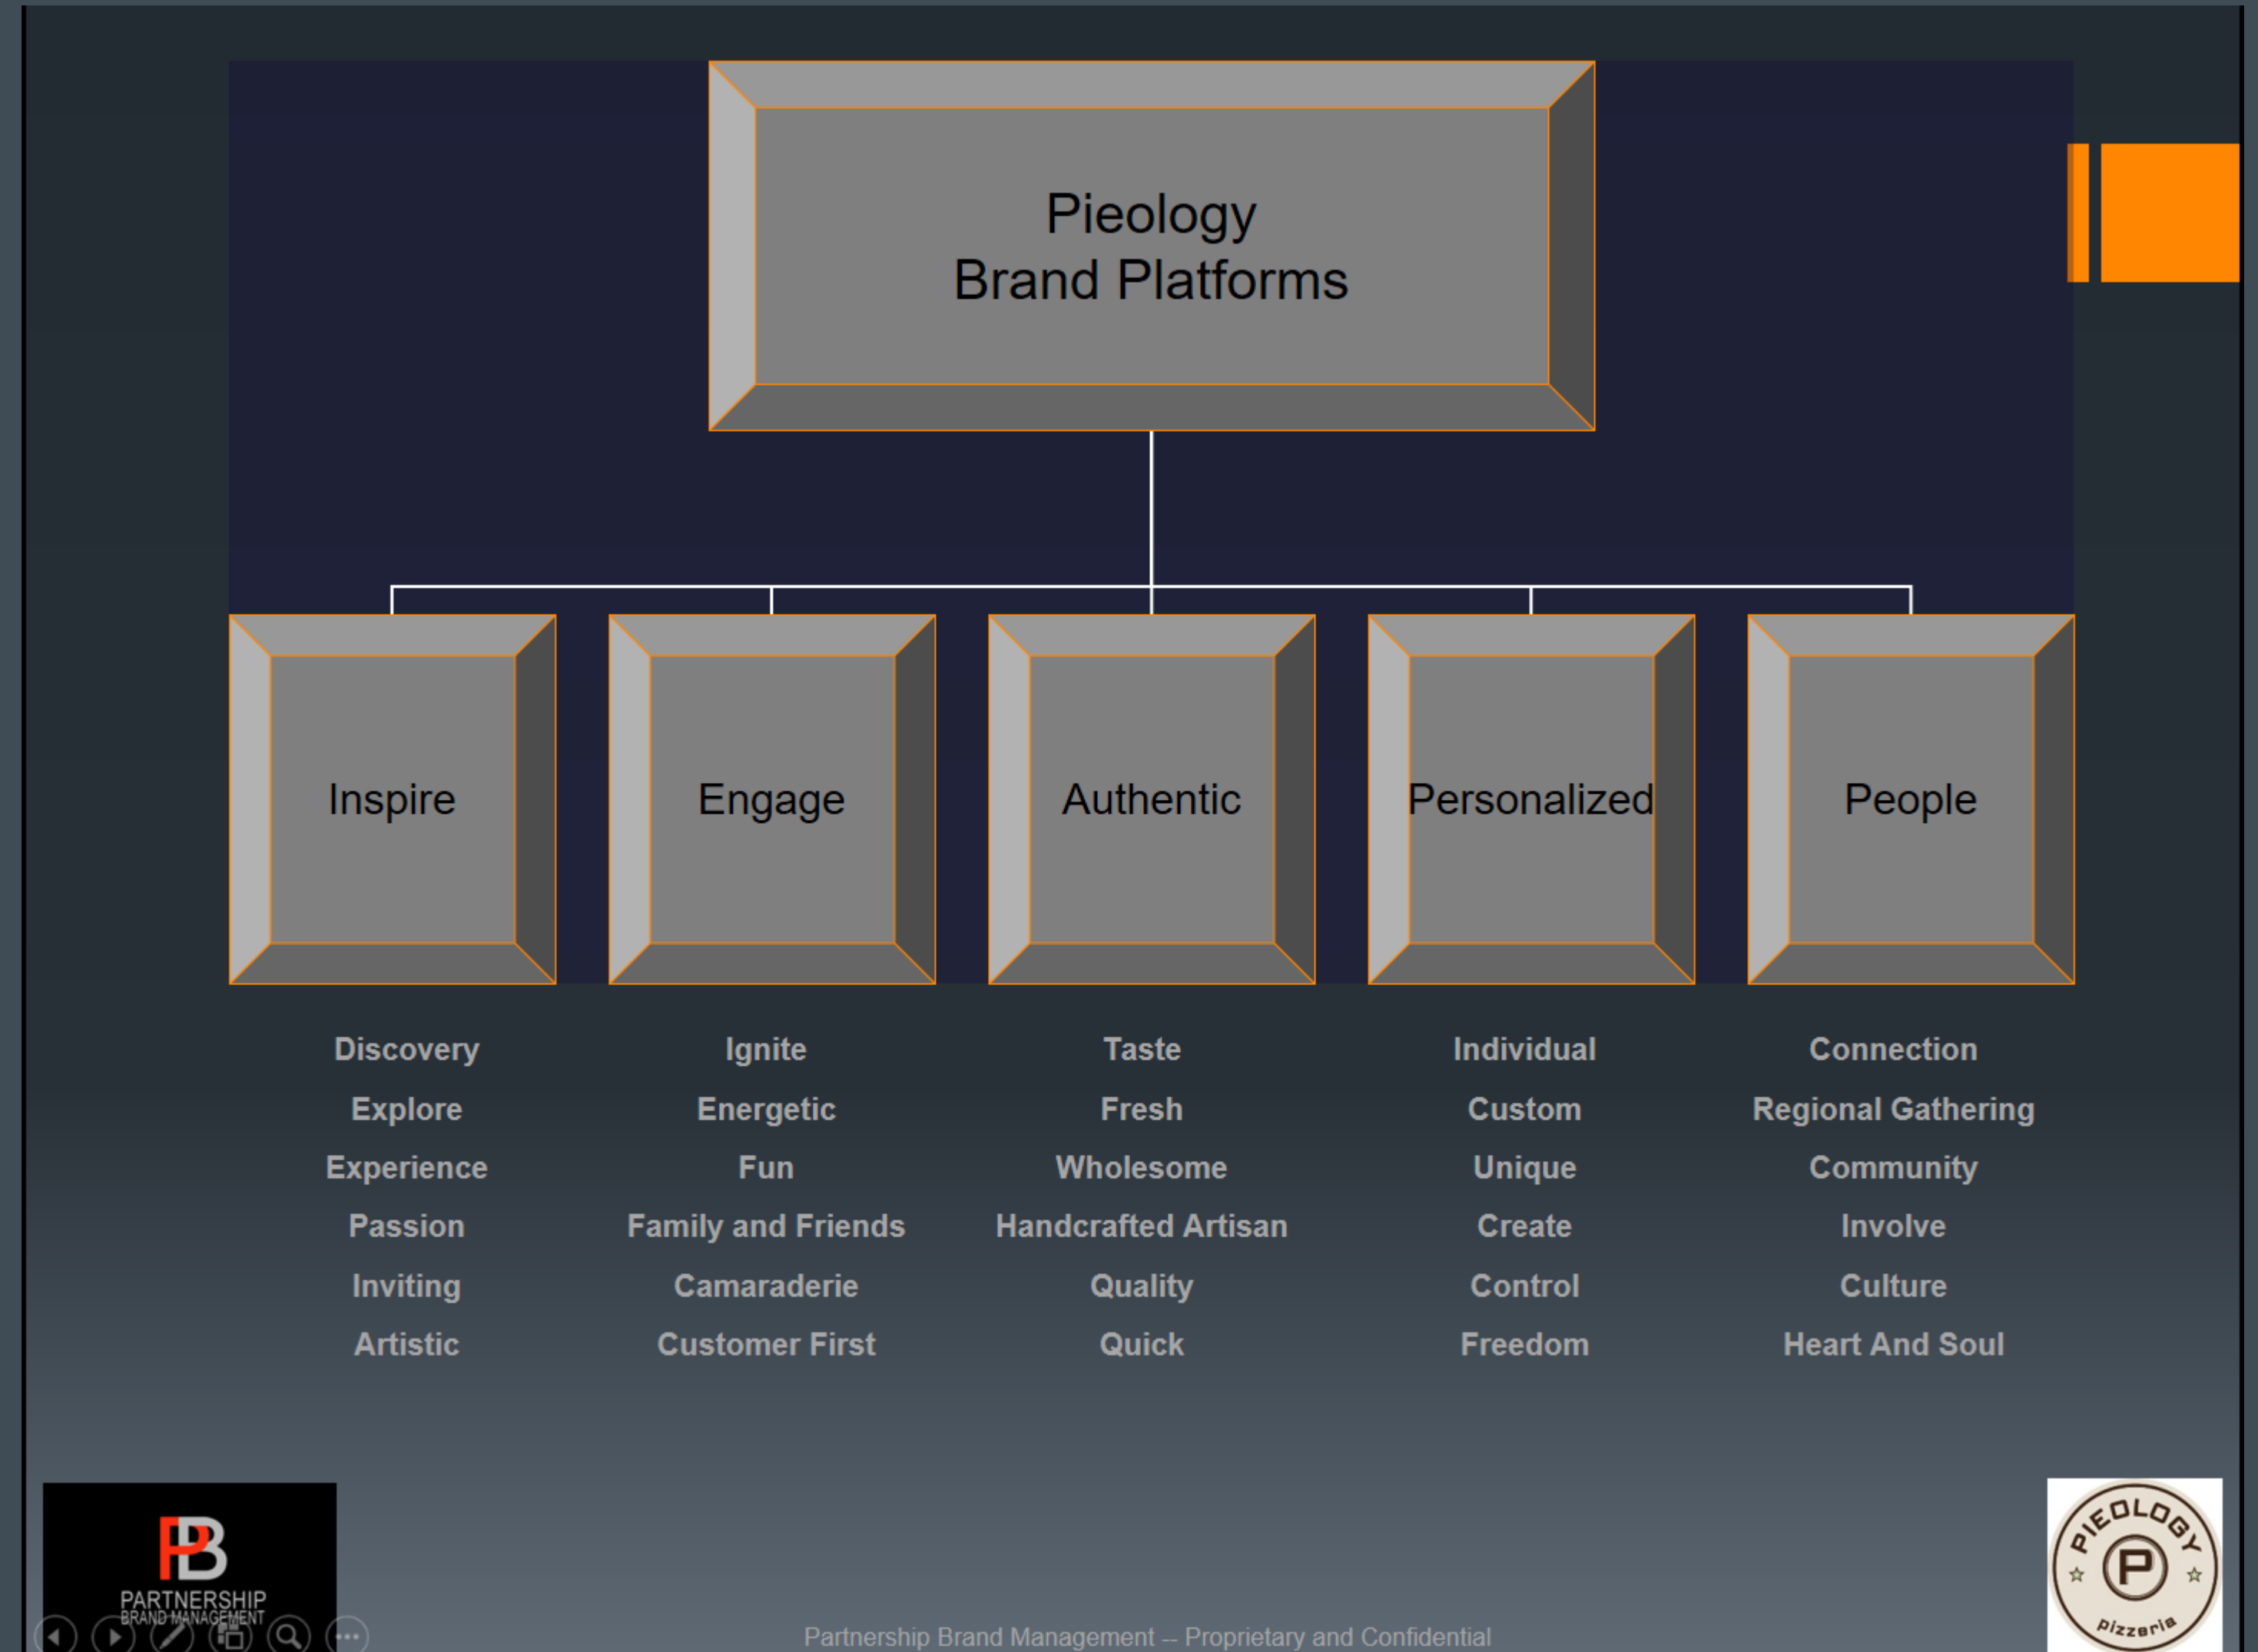 Pieology
Brand Platforms
Inspire
Engage
Authentic
Personalized
People
Discovery
Explore
Experience
Passion
Inviting
Artistic
Ignite
Energetic
Fun
Family and Friends
Camaraderie
Customer First
Taste
Fresh
Wholesome
Handcrafted Artisan
Quality
Quick
Individual
Custom
Unique
Create
Control
Freedom
Connection
Regional Gathering
Community
Involve
Culture
Heart And Soul
PB
PARTNERSHIP
BRAND MANAGEMENT
Partnership Brand Management -- Proprietary and Confidential
PIEOLOGY
P
pizzeria